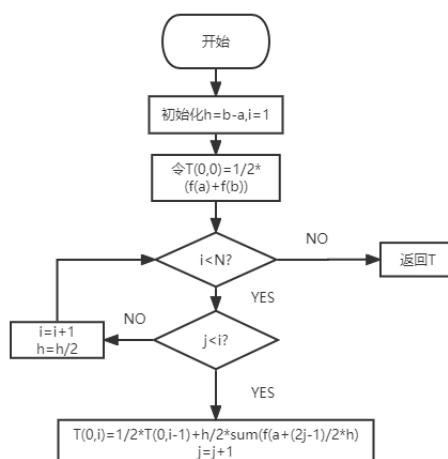 开始
初始化h=b-a,i=1
令T(0,0)=1/2*
(f(a)+f(b))
i<N?
NO
返回T
YES
i=i+1
h=h/2
NO
j<i?
YES
T(0,i)=1/2*T(0,i-1)+h/2*sum(f(a+(2j-1)/2*h)
j=j+1